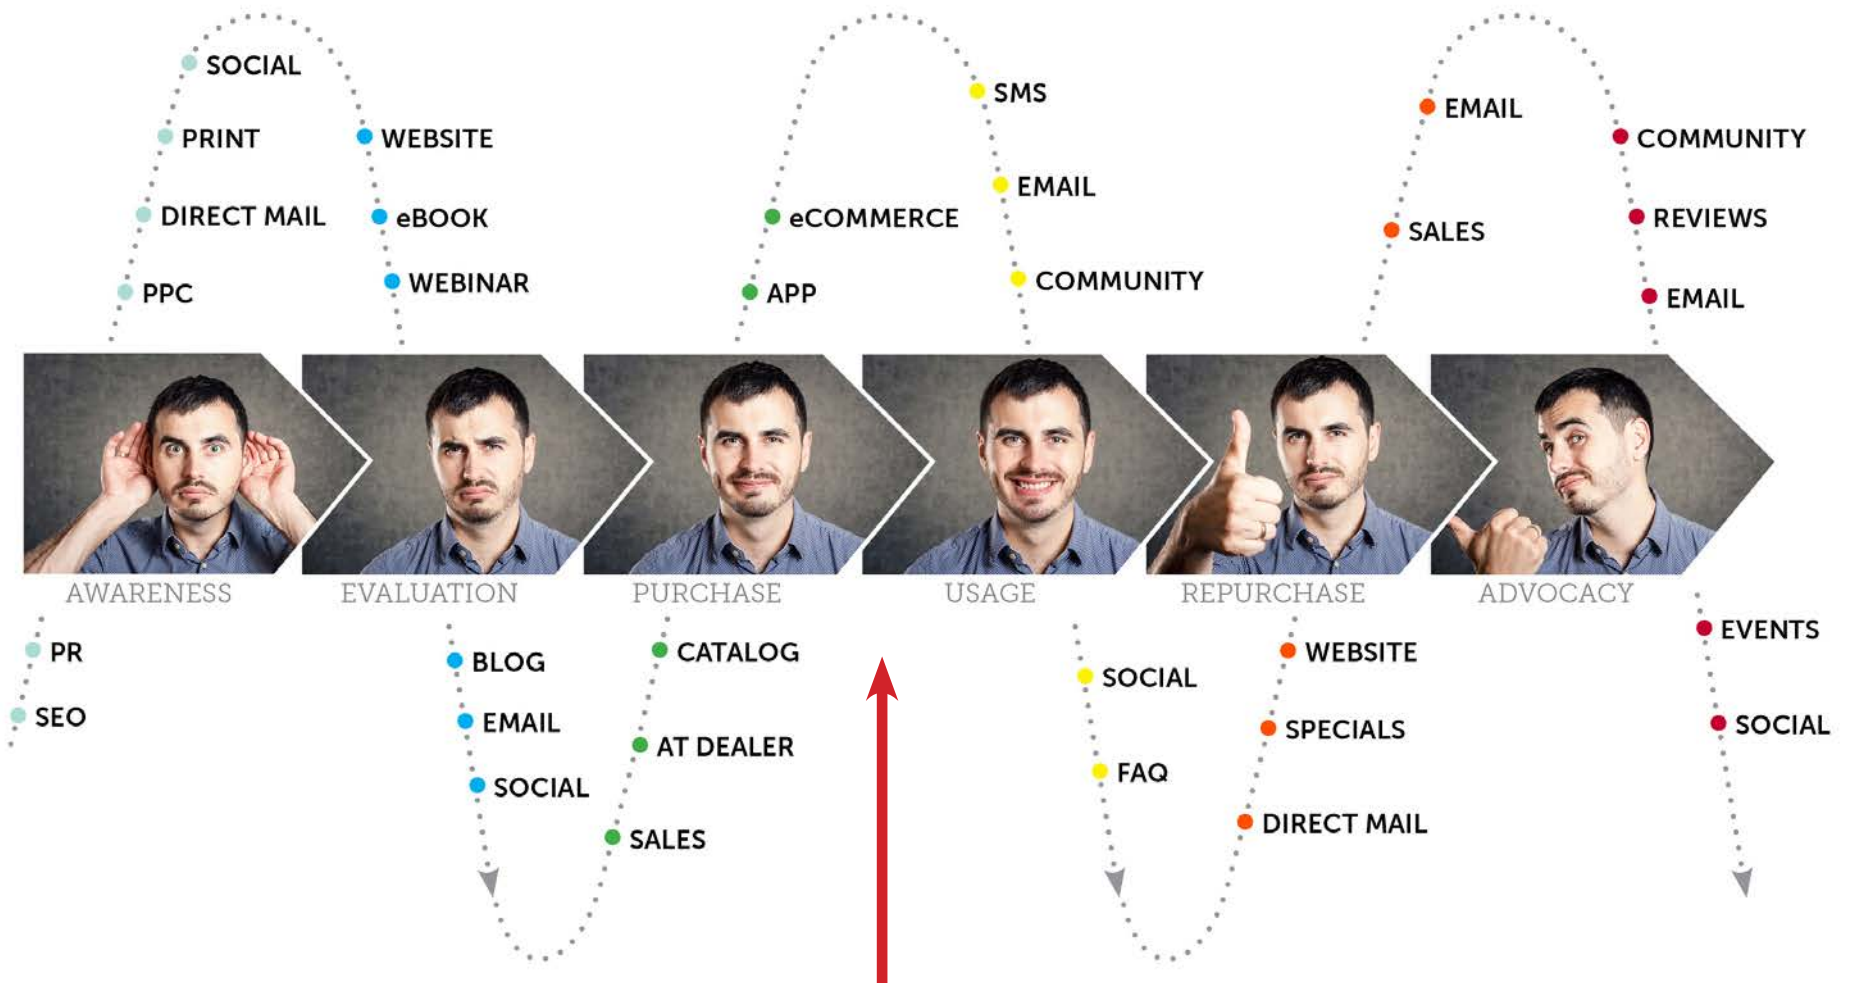 SOCIAL
PRINT
DIRECT MAIL
PPC
WEBSITE
eBOOK
WEBINAR
eCOMMERCE
APP
SMS
EMAIL
COMMUNITY
EMAIL
SALES
COMMUNITY
REVIEWS
EMAIL
AWARENESS
EVALUATION
PURCHASE
USAGE
REPURCHASE
ADVOCACY
PR
SEO
BLOG
EMAIL
SOCIAL
CATALOG
AT DEALER
SALES
SOCIAL
FAQ
WEBSITE
SPECIALS
DIRECT MAIL
EVENTS
SOCIAL